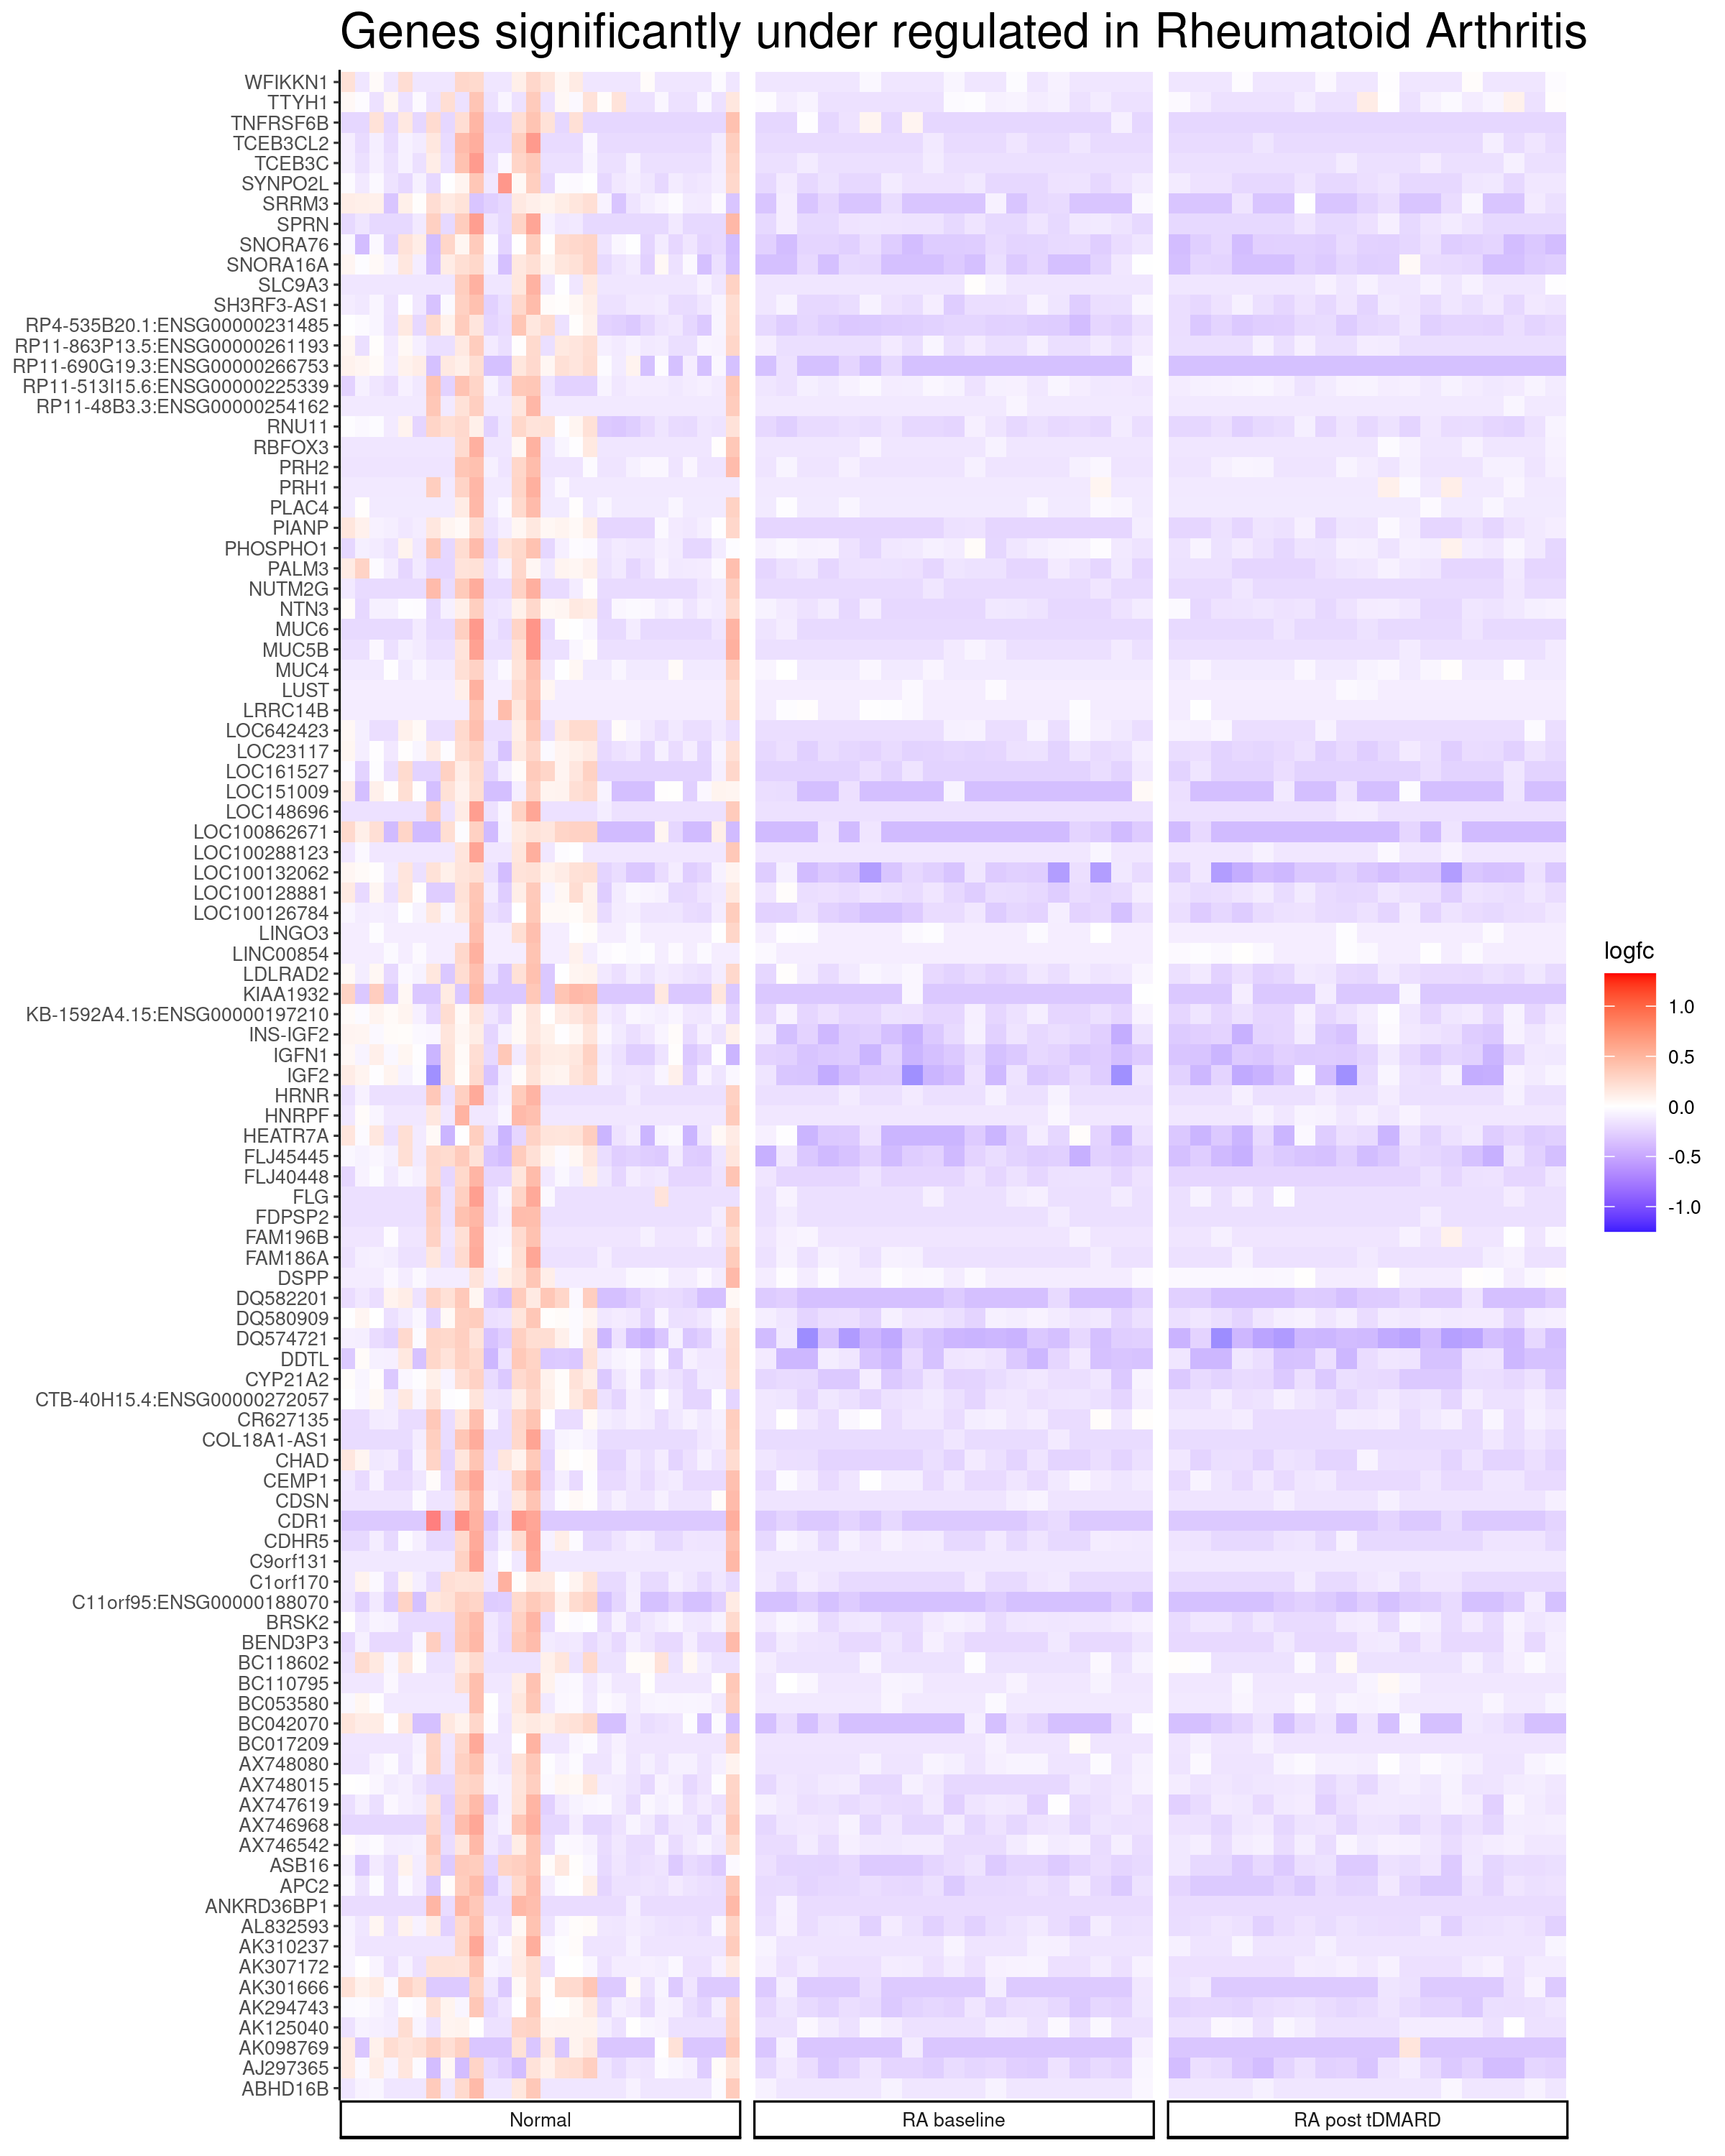 Genes significantly under regulated in Rheumatoid Arthritis
WFIKKN1
TTYH1
TNFRSF6B
TCEB3CL2
TCEB3C
SYNPO2L
SRRM3
SPRN
SNORA76
SNORA16A
SLC9A3
SH3RF3-AS1
RP4-535B20.1:ENSG00000231485
RP11-863P13.5:ENSG00000261193
RP11-690G19.3:ENSG00000266753
RP11-513I15.6:ENSG00000225339
RP11-48B3.3:ENSG00000254162
RNU11
RBFOX3
PRH2
PRH1
PLAC4
PIANP
PHOSPHO1
PALM3
NUTM2G
NTN3
MUC6
MUC5B
MUC4
LUST
LRRC14B
LOC642423
LOC23117
LOC161527
LOC151009
LOC148696
LOC100862671
LOC100288123
LOC100132062
LOC100128881
LOC100126784
LINGO3
LINC00854
LDLRAD2
KIAA1932
KB-1592A4.15:ENSG00000197210
INS-IGF2
IGFN1
IGF2
HRNR
HNRPF
HEATR7A
FLJ45445
FLJ40448
FLG
FDPSP2
FAM196B
FAM186A
DSPP
DQ582201
DQ580909
DQ574721
DDTL
CYP21A2
CTB-40H15.4:ENSG00000272057
CR627135
COL18A1-AS1
CHAD
CEMP1
CDSN
CDR1
CDHR5
C9orf131
C1orf170
C11orf95:ENSG00000188070
BRSK2
BEND3P3
BC118602
BC110795
BC053580
BC042070
BC017209
AX748080
AX748015
AX747619
AX746968
AX746542
ASB16
APC2
ANKRD36BP1
AL832593
AK310237
AK307172
AK301666
AK294743
AK125040
AK098769
AJ297365
ABHD16B
Normal
RA baseline
RA post tDMARD
logfc
1.0
0.5
0.0
-0.5
-1.0